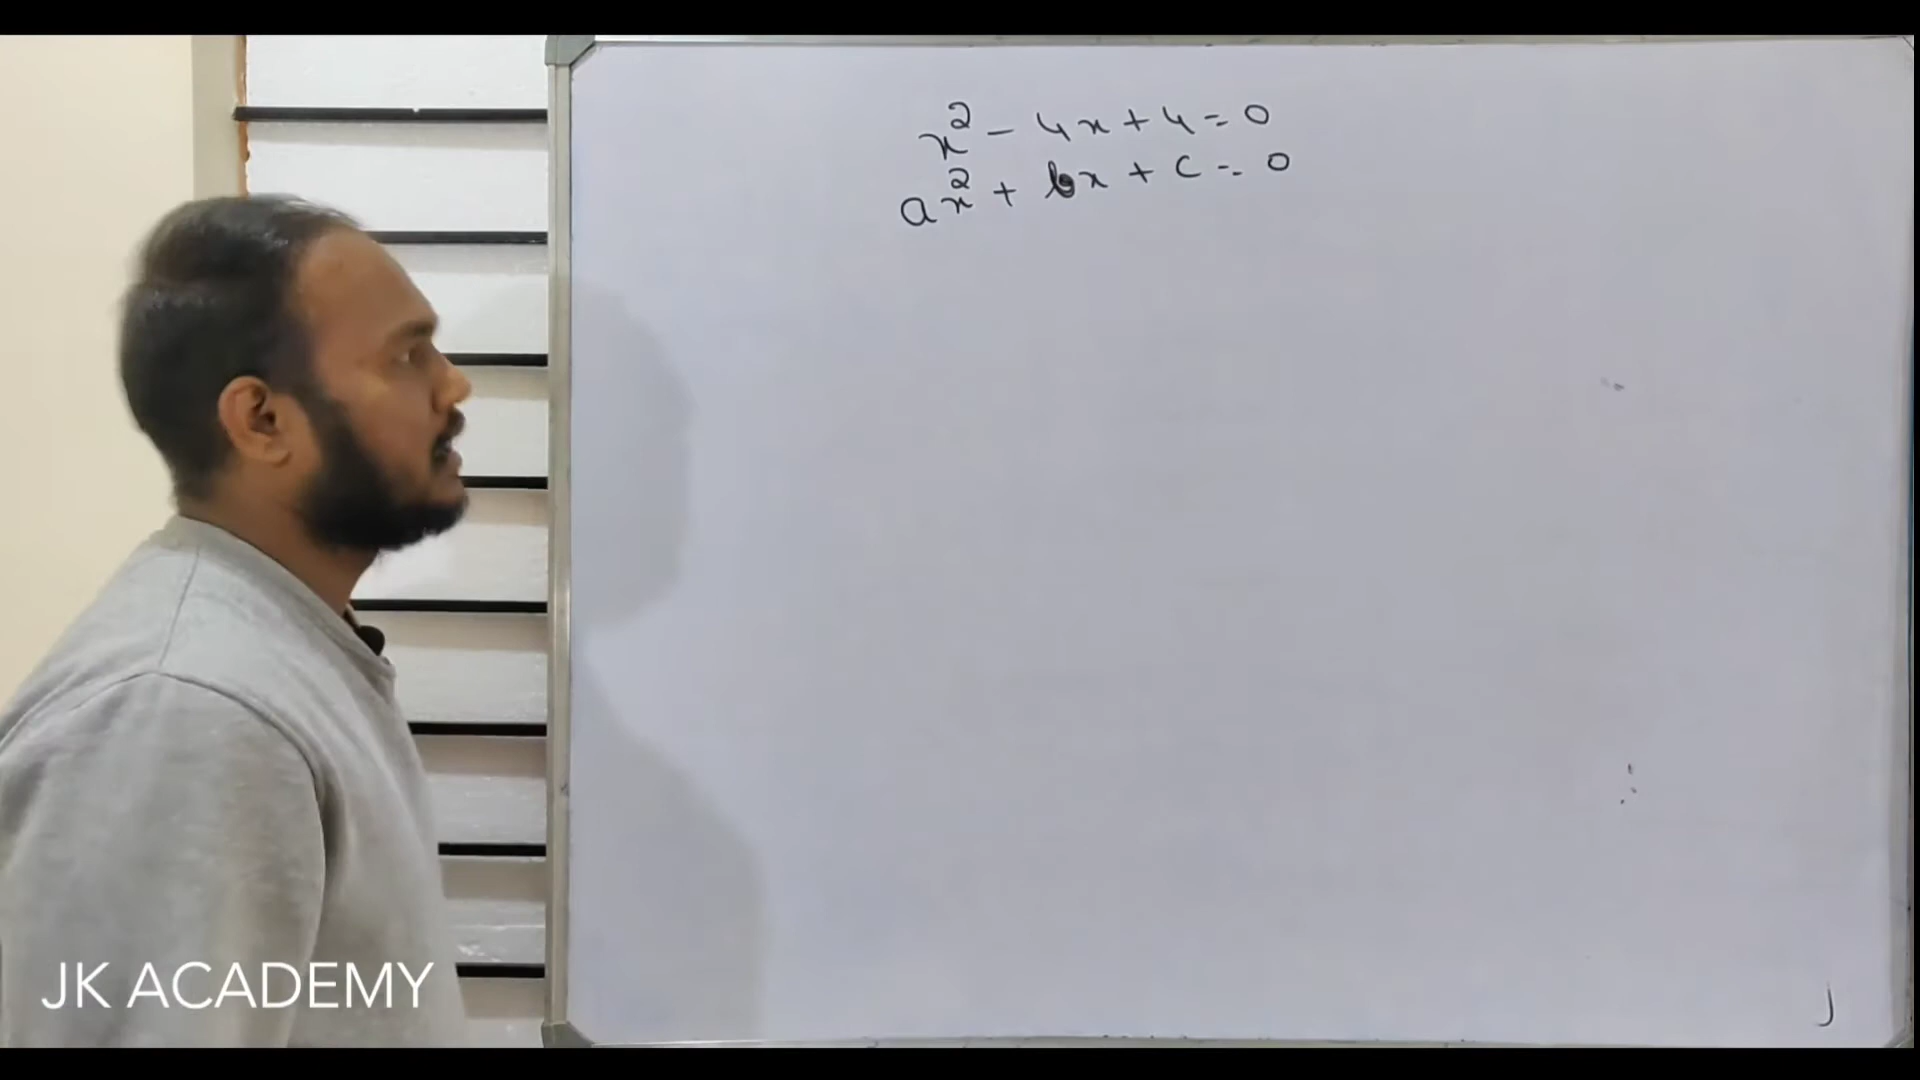 x² - 4x + 4 = 0
ax² + bx + c = 0
JK ACADEMY